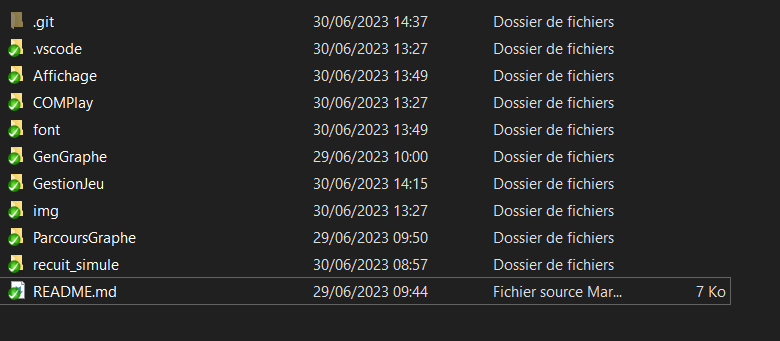 .git 30/06/2023 14:37 Dossier de fichiers
.vscode 30/06/2023 13:27 Dossier de fichiers
Affichage 30/06/2023 13:49 Dossier de fichiers
COMPlay 30/06/2023 13:27 Dossier de fichiers
font 30/06/2023 13:49 Dossier de fichiers
GenGraphe 29/06/2023 10:00 Dossier de fichiers
GestionJeu 30/06/2023 14:15 Dossier de fichiers
img 30/06/2023 13:27 Dossier de fichiers
ParcoursGraphe 29/06/2023 09:50 Dossier de fichiers
recuit_simule 30/06/2023 08:57 Dossier de fichiers
README.md 29/06/2023 09:44 Fichier source Mar... 7 Ko